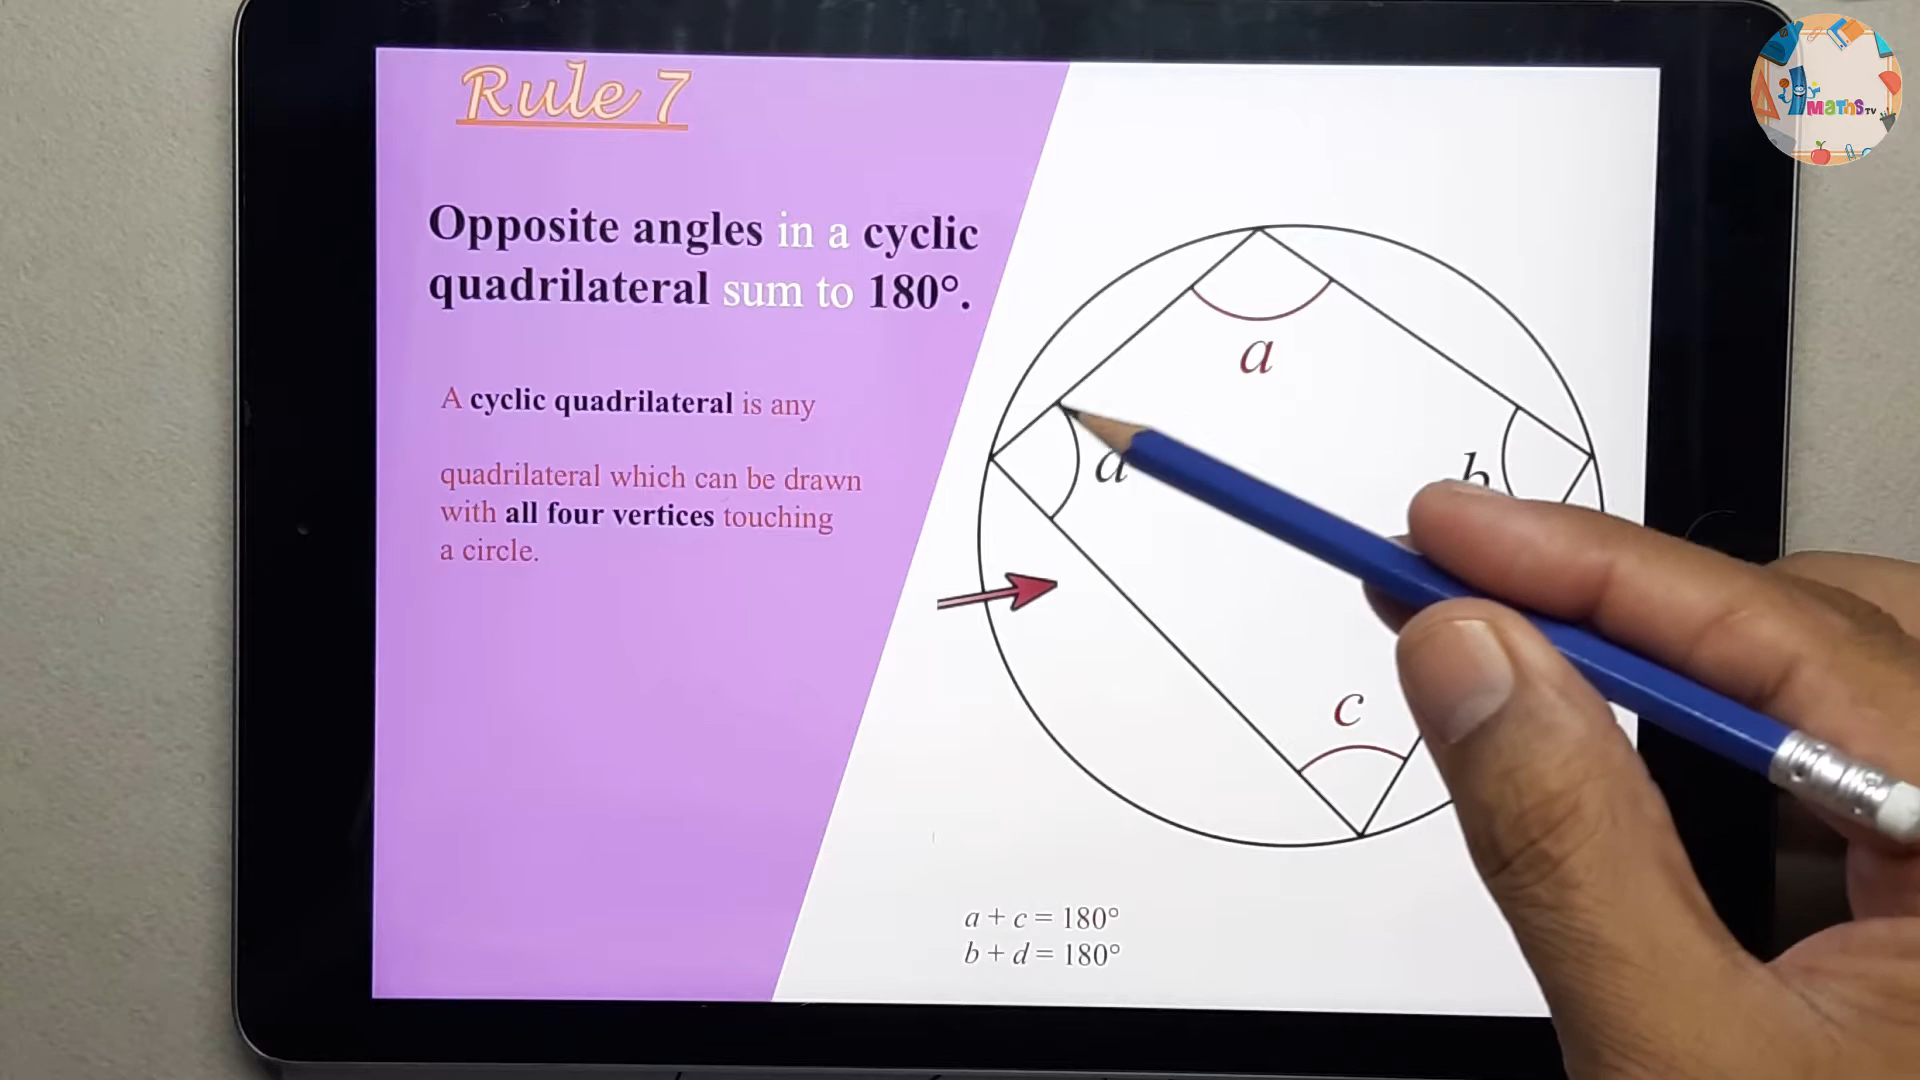 Rule 7
Opposite angles in a cyclic
quadrilateral sum to 180°.
A cyclic quadrilateral is any
quadrilateral which can be drawn
with all four vertices touching
a circle.
a
d
b
c
a + c = 180°
b + d = 180°
MATHS TV